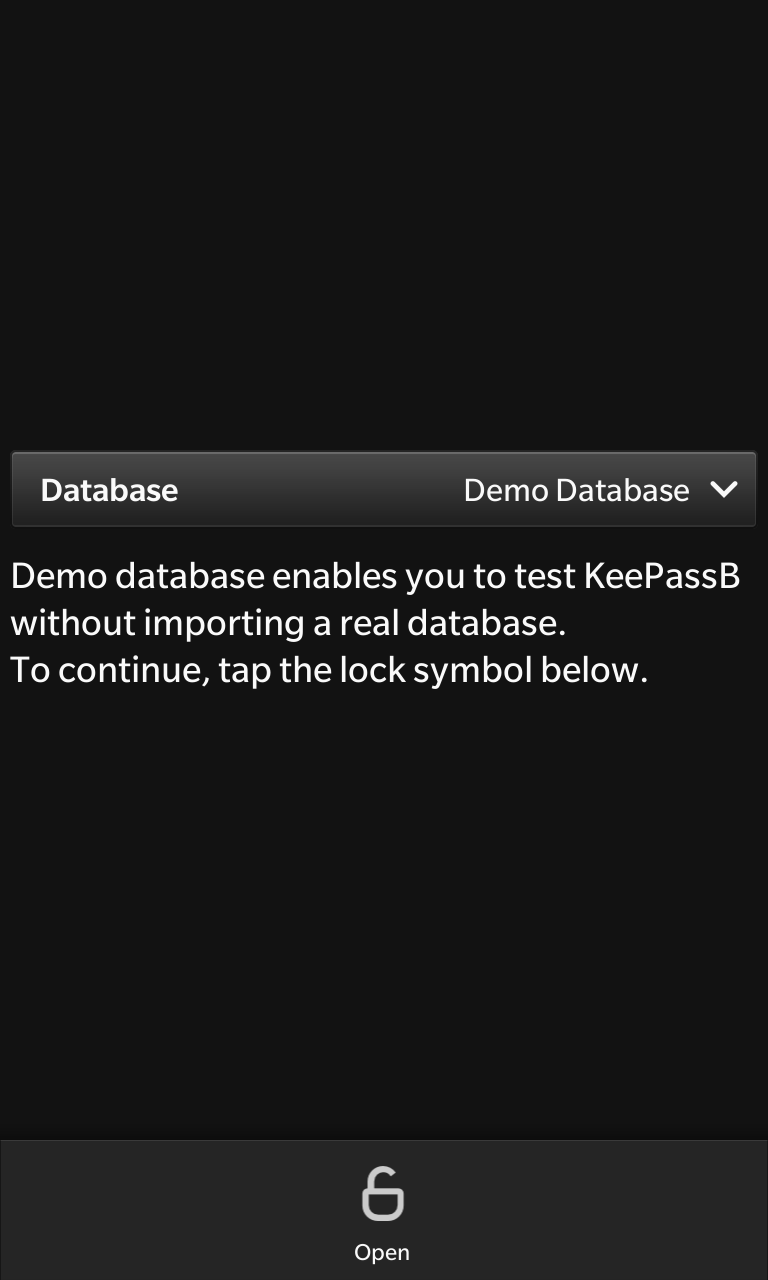 Database Demo Database
Demo database enables you to test KeePassB
without importing a real database.
To continue, tap the lock symbol below.
Open